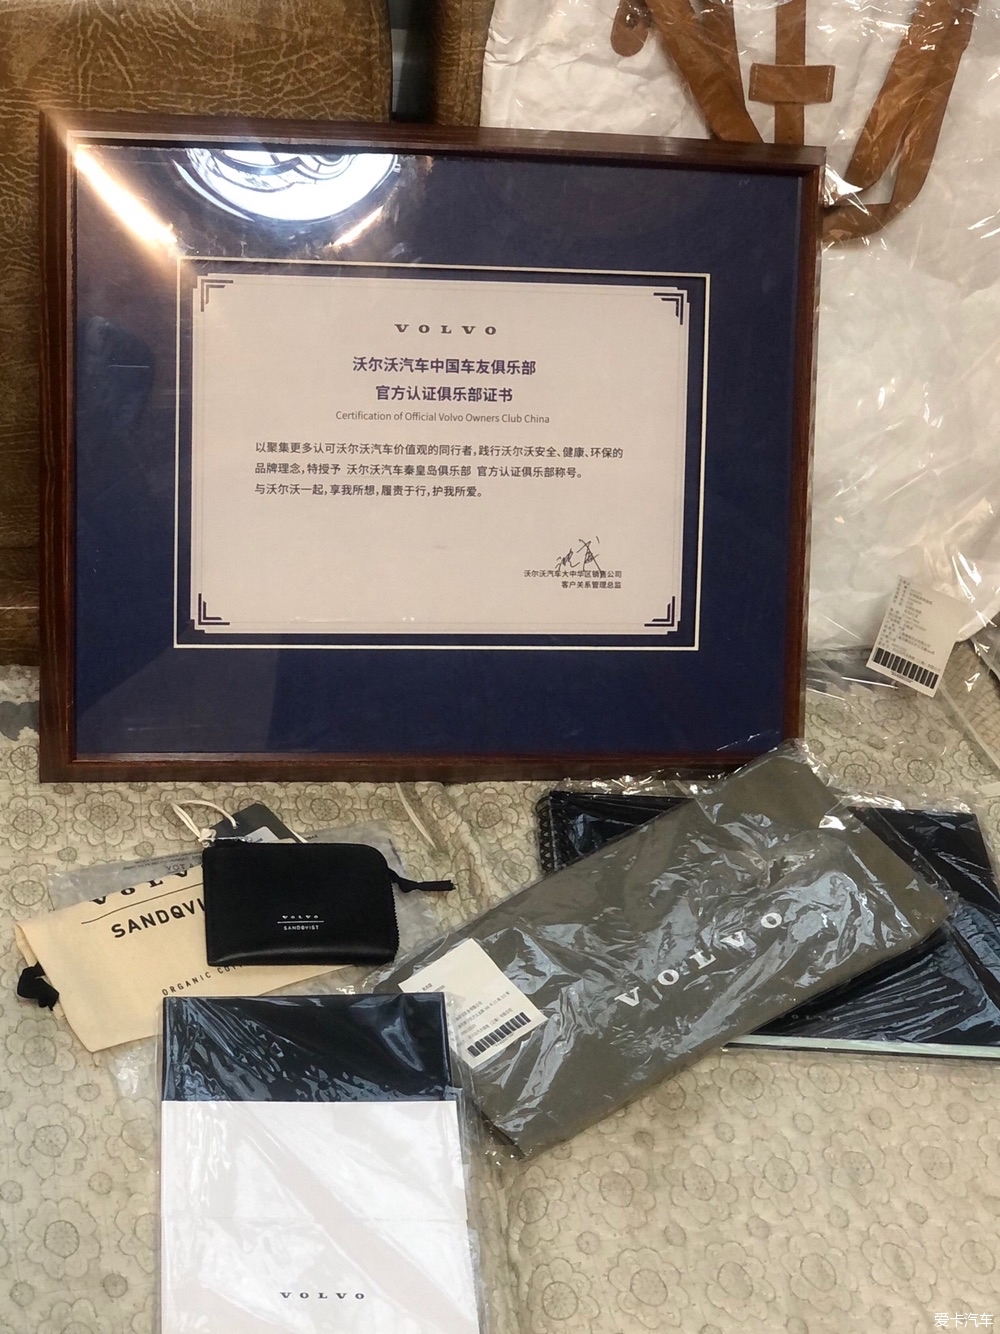 VOLVO
沃尔沃汽车中国车友俱乐部
官方认证俱乐部证书
Certification of Official Volvo Owners Club China
以聚集更多认可沃尔沃汽车价值观的同行者，践行沃尔沃安全、健康、环保的
品牌理念，特授予 沃尔沃汽车秦皇岛俱乐部 官方认证俱乐部称号。
与沃尔沃一起，享我所想，履责于行，护我所爱。
沃尔沃汽车大中华区销售公司
客户关系管理总监
SANDQVI
ORGANIC
VOLVO
SANDQVIST
VOLVO
VOLVO
爱卡汽车